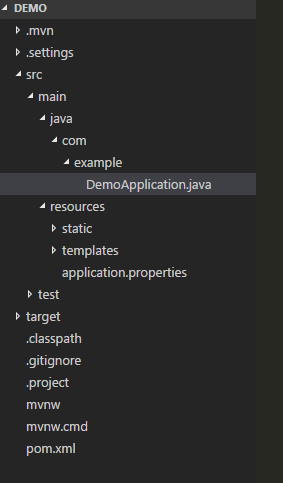 DEMO
.mvn
.settings
src
main
java
com
example
DemoApplication.java
resources
static
templates
application.properties
test
target
.classpath
.gitignore
.project
mvnw
mvnw.cmd
pom.xml